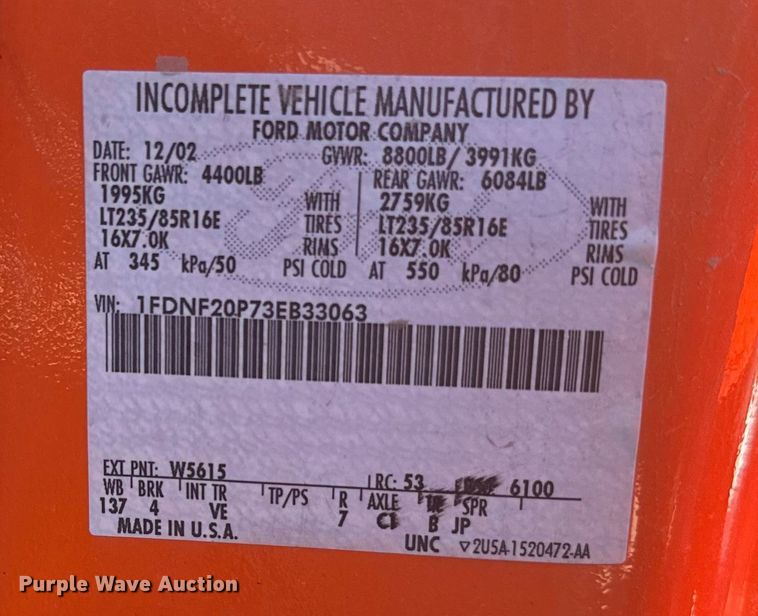 INCOMPLETE VEHICLE MANUFACTURED BY
FORD MOTOR COMPANY
DATE: 12/02 GVWR: 8800LB/ 3991KG
FRONT GAWR: 4400LB REAR GAWR: 6084LB
1995KG WITH 2759KG WITH
LT235/85R16E TIRES LT235/85R16E TIRES
16X7.0K RIMS 16X7.0K RIMS
AT 345 kPa/50 PSI COLD AT 550 kPa/80 PSI COLD
VIN: 1FDNF20P73EB33063
EXT PNT: W5615 RC: 53 6100
WB BRK INT TR TP/PS R AXLE SPR
137 4 VE 7 C1 B JP
MADE IN U.S.A. UNC ▽2U5A-1520472-AA
Purple Wave Auction